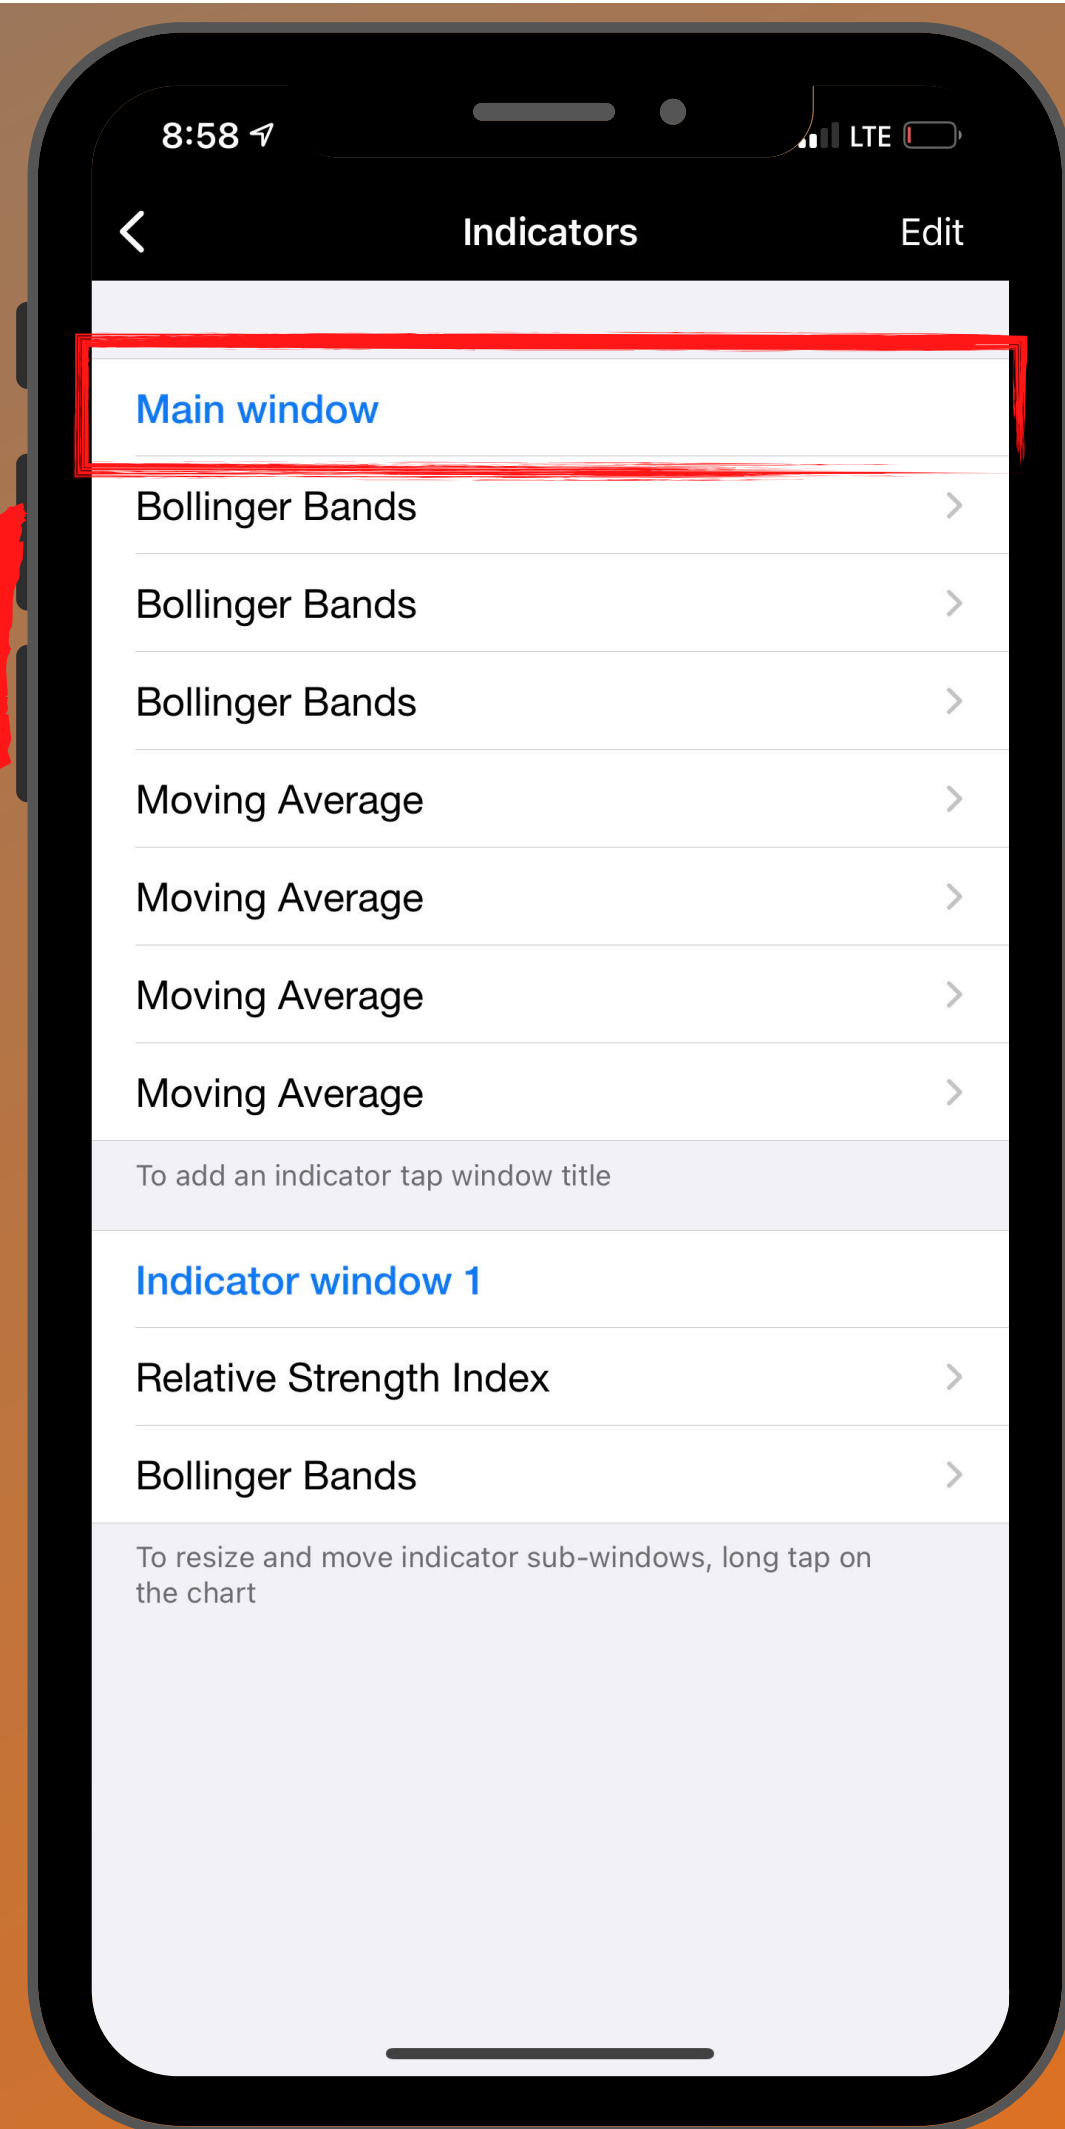 8:58
LTE
Indicators
Edit
Main window
Bollinger Bands
Bollinger Bands
Bollinger Bands
Moving Average
Moving Average
Moving Average
Moving Average
To add an indicator tap window title
Indicator window 1
Relative Strength Index
Bollinger Bands
To resize and move indicator sub-windows, long tap on
the chart